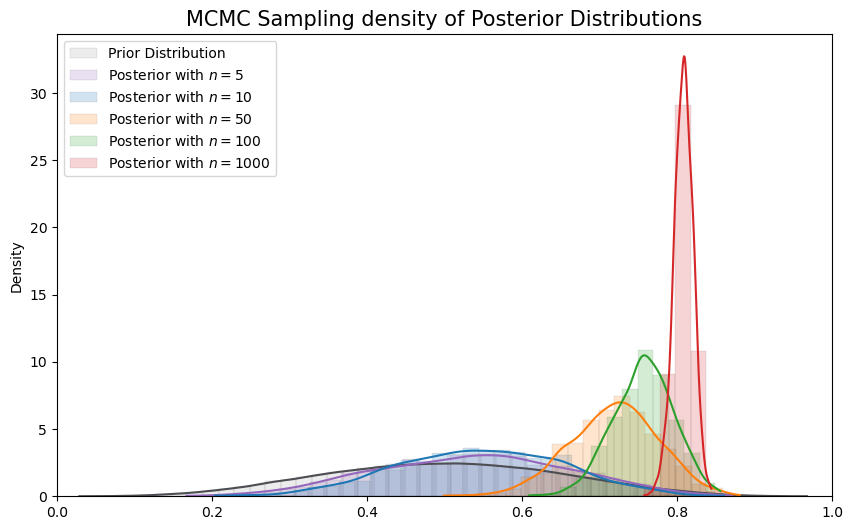 MCMC Sampling density of Posterior Distributions
Prior Distribution
Posterior with n = 5
Posterior with n = 10
Posterior with n = 50
Posterior with n = 100
Posterior with n = 1000
Density
30
25
20
15
10
5
0
0.0 0.2 0.4 0.6 0.8 1.0